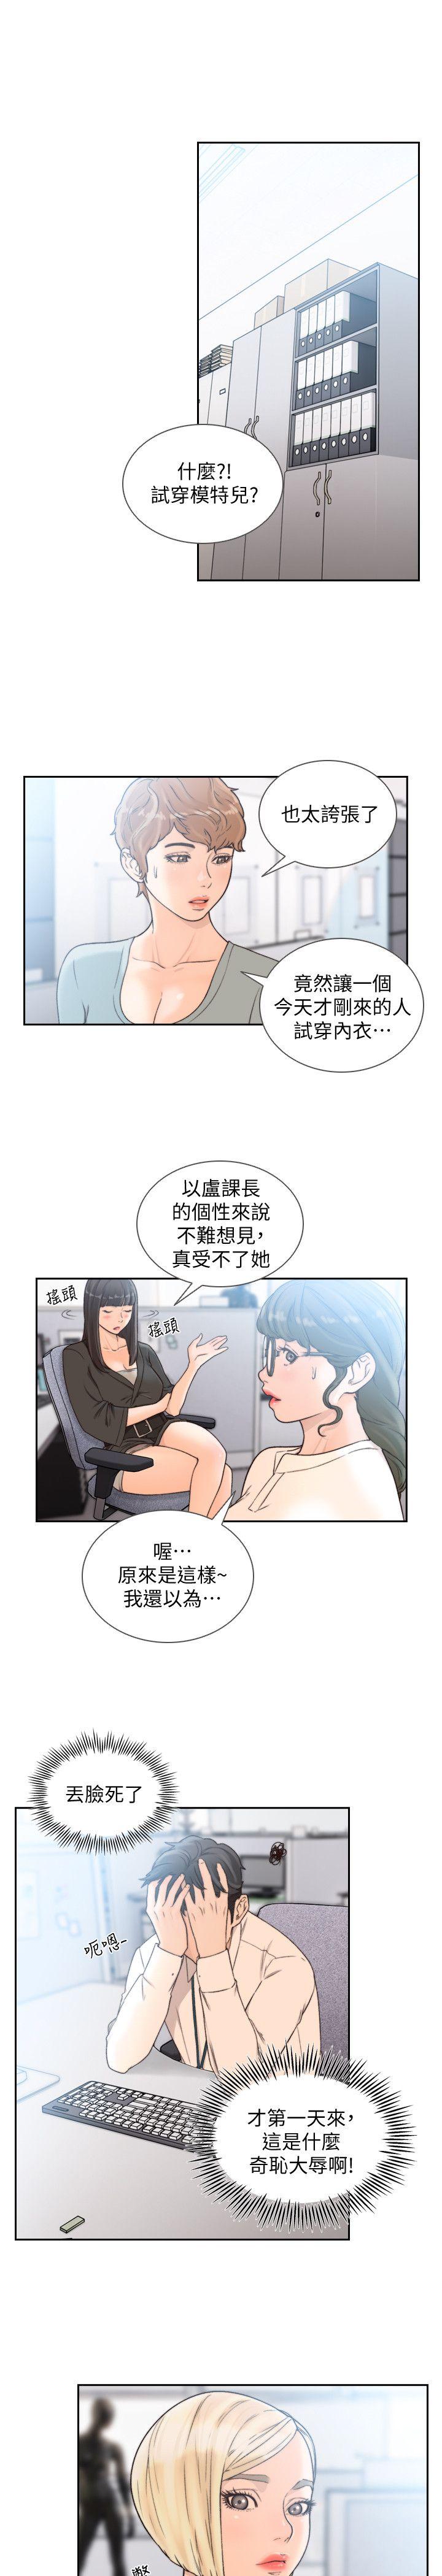 什麼?!
試穿模特兒?
也太誇張了
竟然讓一個
今天才剛來的人
試穿內衣⋯
以盧課長
的個性來說
不難想見,
真受不了她
搖頭
搖頭
喔⋯
原來是這樣~
我還以為⋯
丟臉死了
呃嗯~
才第一天來,
這是什麼
奇恥大辱啊!